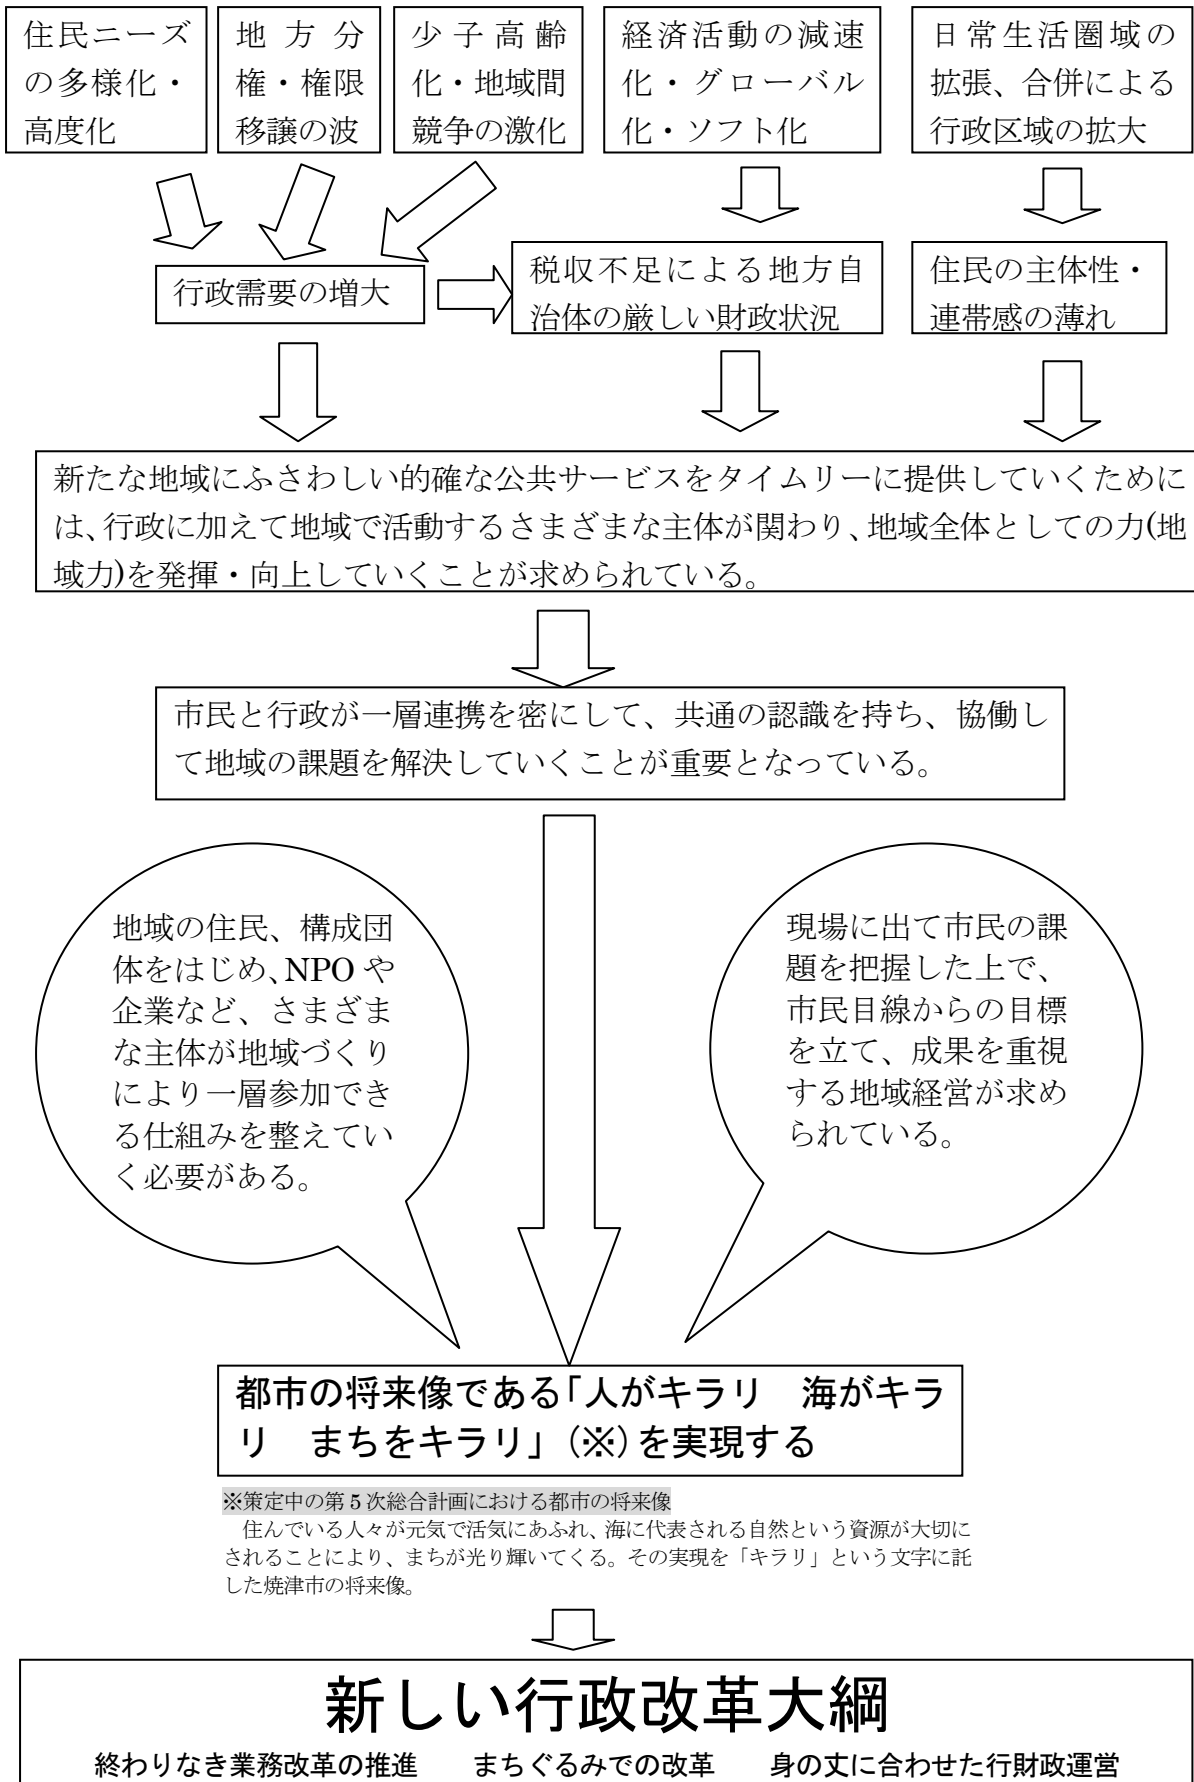 住民ニーズ
の多様化・
高度化
地方分
権・権限
移譲の波
少子高齢
化・地域間
競争の激化
経済活動の減速
化・グローバル
化・ソフト化
日常生活圏域の
拡張、合併による
行政区域の拡大
行政需要の増大
税収不足による地方自
治体の厳しい財政状況
住民の主体性・
連帯感の薄れ
新たな地域にふさわしい的確な公共サービスをタイムリーに提供していくために
は、行政に加えて地域で活動するさまざまな主体が関わり、地域全体としての力(地
域力)を発揮・向上していくことが求められている。
市民と行政が一層連携を密にして、共通の認識を持ち、協働し
て地域の課題を解決していくことが重要となっている。
地域の住民、構成団
体をはじめ、NPO や
企業など、さまざま
な主体が地域づくり
により一層参加でき
る仕組みを整えてい
く必要がある。
現場に出て市民の課
題を把握した上で、
市民目線からの目標
を立て、成果を重視
する地域経営が求め
られている。
都市の将来像である「人がキラリ　海がキラ
リ　まちをキラリ」(※)を実現する
※策定中の第 5 次総合計画における都市の将来像
住んでいる人々が元気で活気にあふれ、海に代表される自然という資源が大切に
されることにより、まちが光り輝いてくる。その実現を「キラリ」という文字に託
した焼津市の将来像。
新しい行政改革大綱
終わりなき業務改革の推進　　まちぐるみでの改革　　身の丈に合わせた行財政運営